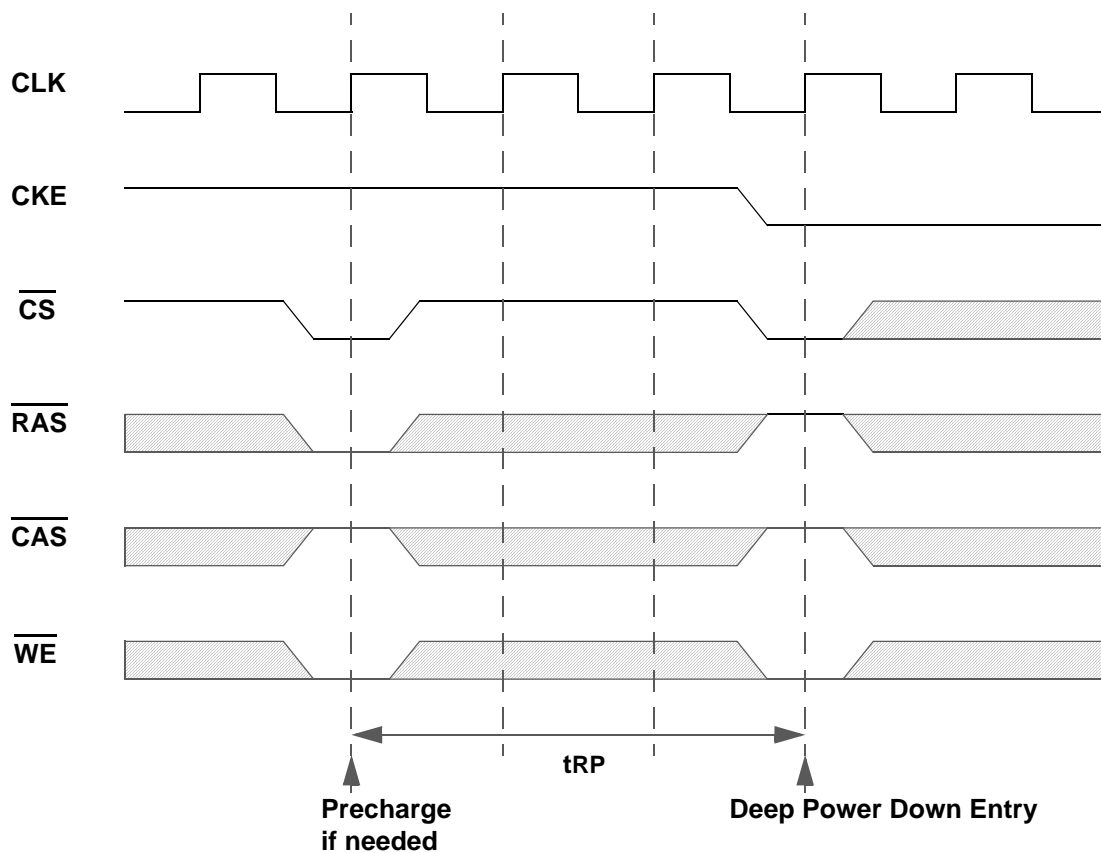 CLK
CKE
CS
RAS
CAS
WE
tRP
Precharge
if needed
Deep Power Down Entry